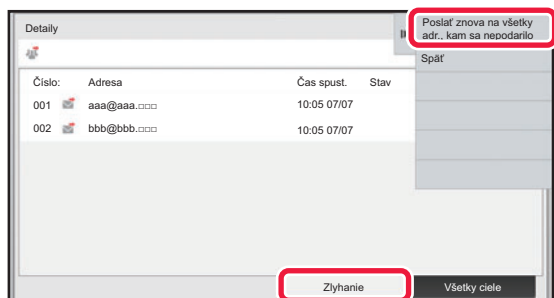 Detaily
Poslať znova na všetky
adr., kam sa nepodarilo
Späť
Číslo: Adresa Čas spust. Stav
001 aaa@aaa.□□□ 10:05 07/07
002 bbb@bbb.□□□ 10:05 07/07
Zlyhanie Všetky ciele